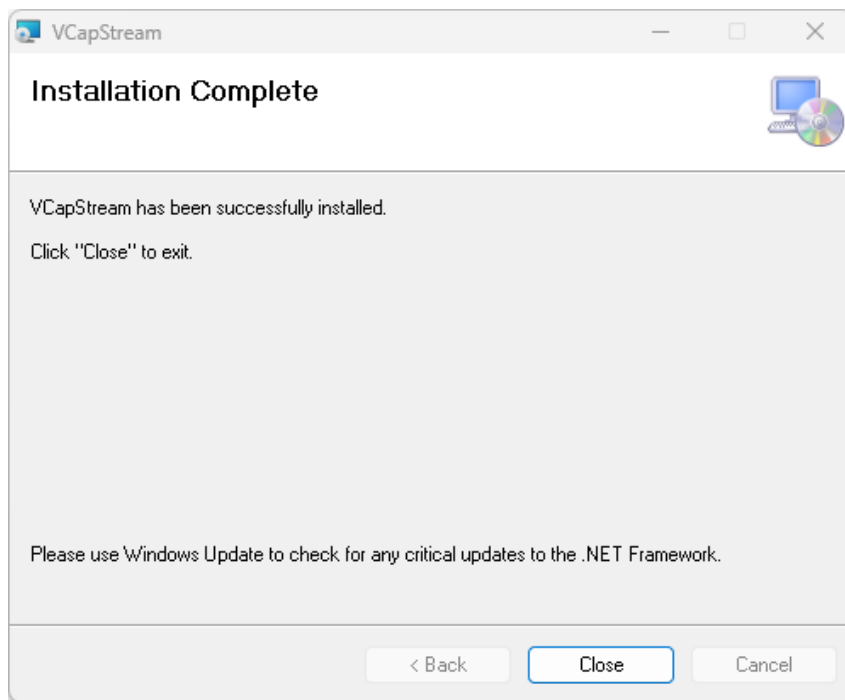 VCapStream
Installation Complete
VCapStream has been successfully installed.
Click "Close" to exit.
Please use Windows Update to check for any critical updates to the .NET Framework.
< Back
Close
Cancel